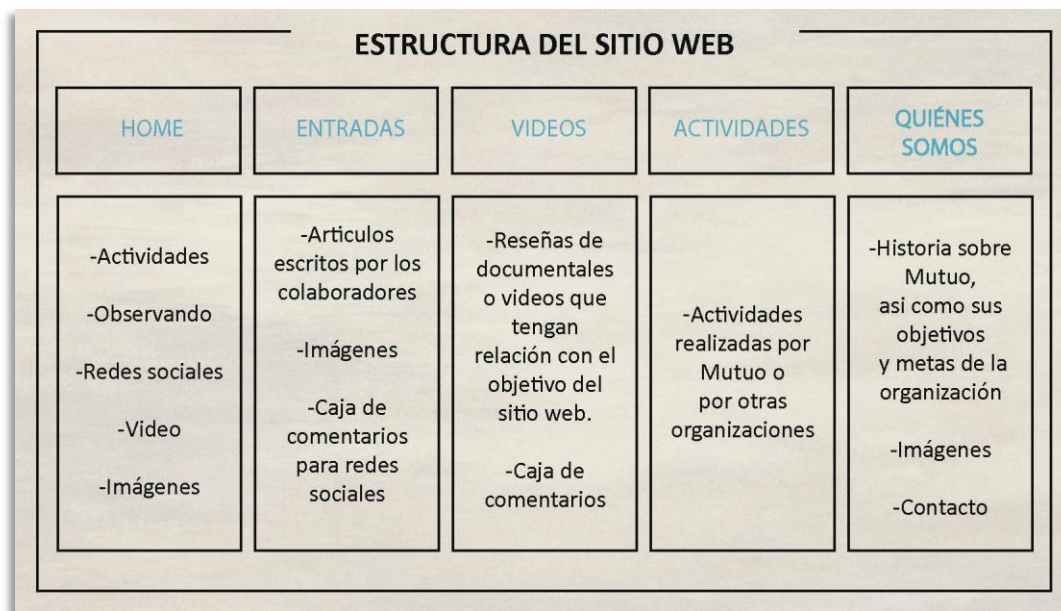 ESTRUCTURA DEL SITIO WEB
HOME
ENTRADAS
VIDEOS
ACTIVIDADES
QUIÉNES
SOMOS
-Actividades
-Observando
-Redes sociales
-Video
-Imágenes
-Articulos
escritos por los
colaboradores
-Imágenes
-Caja de
comentarios
para redes
sociales
-Reseñas de
documentales
o videos que
tengan
relación con el
objetivo del
sitio web.
-Caja de
comentarios
-Actividades
realizadas por
Mutuo o
por otras
organizaciones
-Historia sobre
Mutuo,
asi como sus
objetivos
y metas de la
organización
-Imágenes
-Contacto